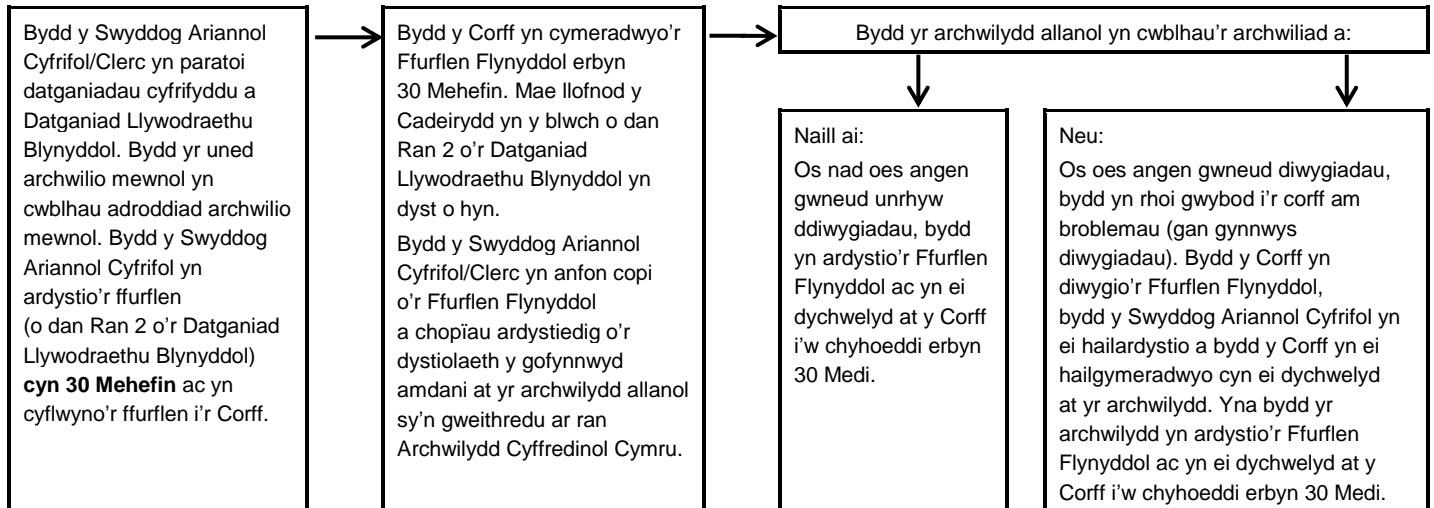 Bydd y Swyddog Ariannol
Cyfrifol/Clerc yn paratoi
datganiadau cyfrifyddu a
Datganiad Llywodraethu
Blynyddol. Bydd yr uned
archwilio mewnol yn
cwblhau adroddiad archwilio
mewnol. Bydd y Swyddog
Ariannol Cyfrifol yn
ardystio’r ffurflen
(o dan Ran 2 o’r Datganiad
Llywodraethu Blynyddol)
cyn 30 Mehefin ac yn
cyflwyno’r ffurflen i’r Corff.
Bydd y Corff yn cymeradwyo’r
Ffurflen Flynyddol erbyn
30 Mehefin. Mae llofnod y
Cadeirydd yn y blwch o dan
Ran 2 o’r Datganiad
Llywodraethu Blynyddol yn
dyst o hyn.
Bydd y Swyddog Ariannol
Cyfrifol/Clerc yn anfon copi
o’r Ffurflen Flynyddol
a chopïau ardystiedig o’r
dystiolaeth y gofynnwyd
amdani at yr archwilydd allanol
sy’n gweithredu ar ran
Archwilydd Cyffredinol Cymru.
Bydd yr archwilydd allanol yn cwblhau’r archwiliad a:
Naill ai:
Os nad oes angen
gwneud unrhyw
ddiwygiadau, bydd
yn ardystio’r Ffurflen
Flynyddol ac yn ei
dychwelyd at y Corff
i’w chyhoeddi erbyn
30 Medi.
Neu:
Os oes angen gwneud diwygiadau,
bydd yn rhoi gwybod i’r corff am
broblemau (gan gynnwys
diwygiadau). Bydd y Corff yn
diwygio’r Ffurflen Flynyddol,
bydd y Swyddog Ariannol Cyfrifol yn
ei hailardystio a bydd y Corff yn ei
hailgymeradwyo cyn ei dychwelyd
at yr archwilydd. Yna bydd yr
archwilydd yn ardystio’r Ffurflen
Flynyddol ac yn ei dychwelyd at y
Corff i’w chyhoeddi erbyn 30 Medi.